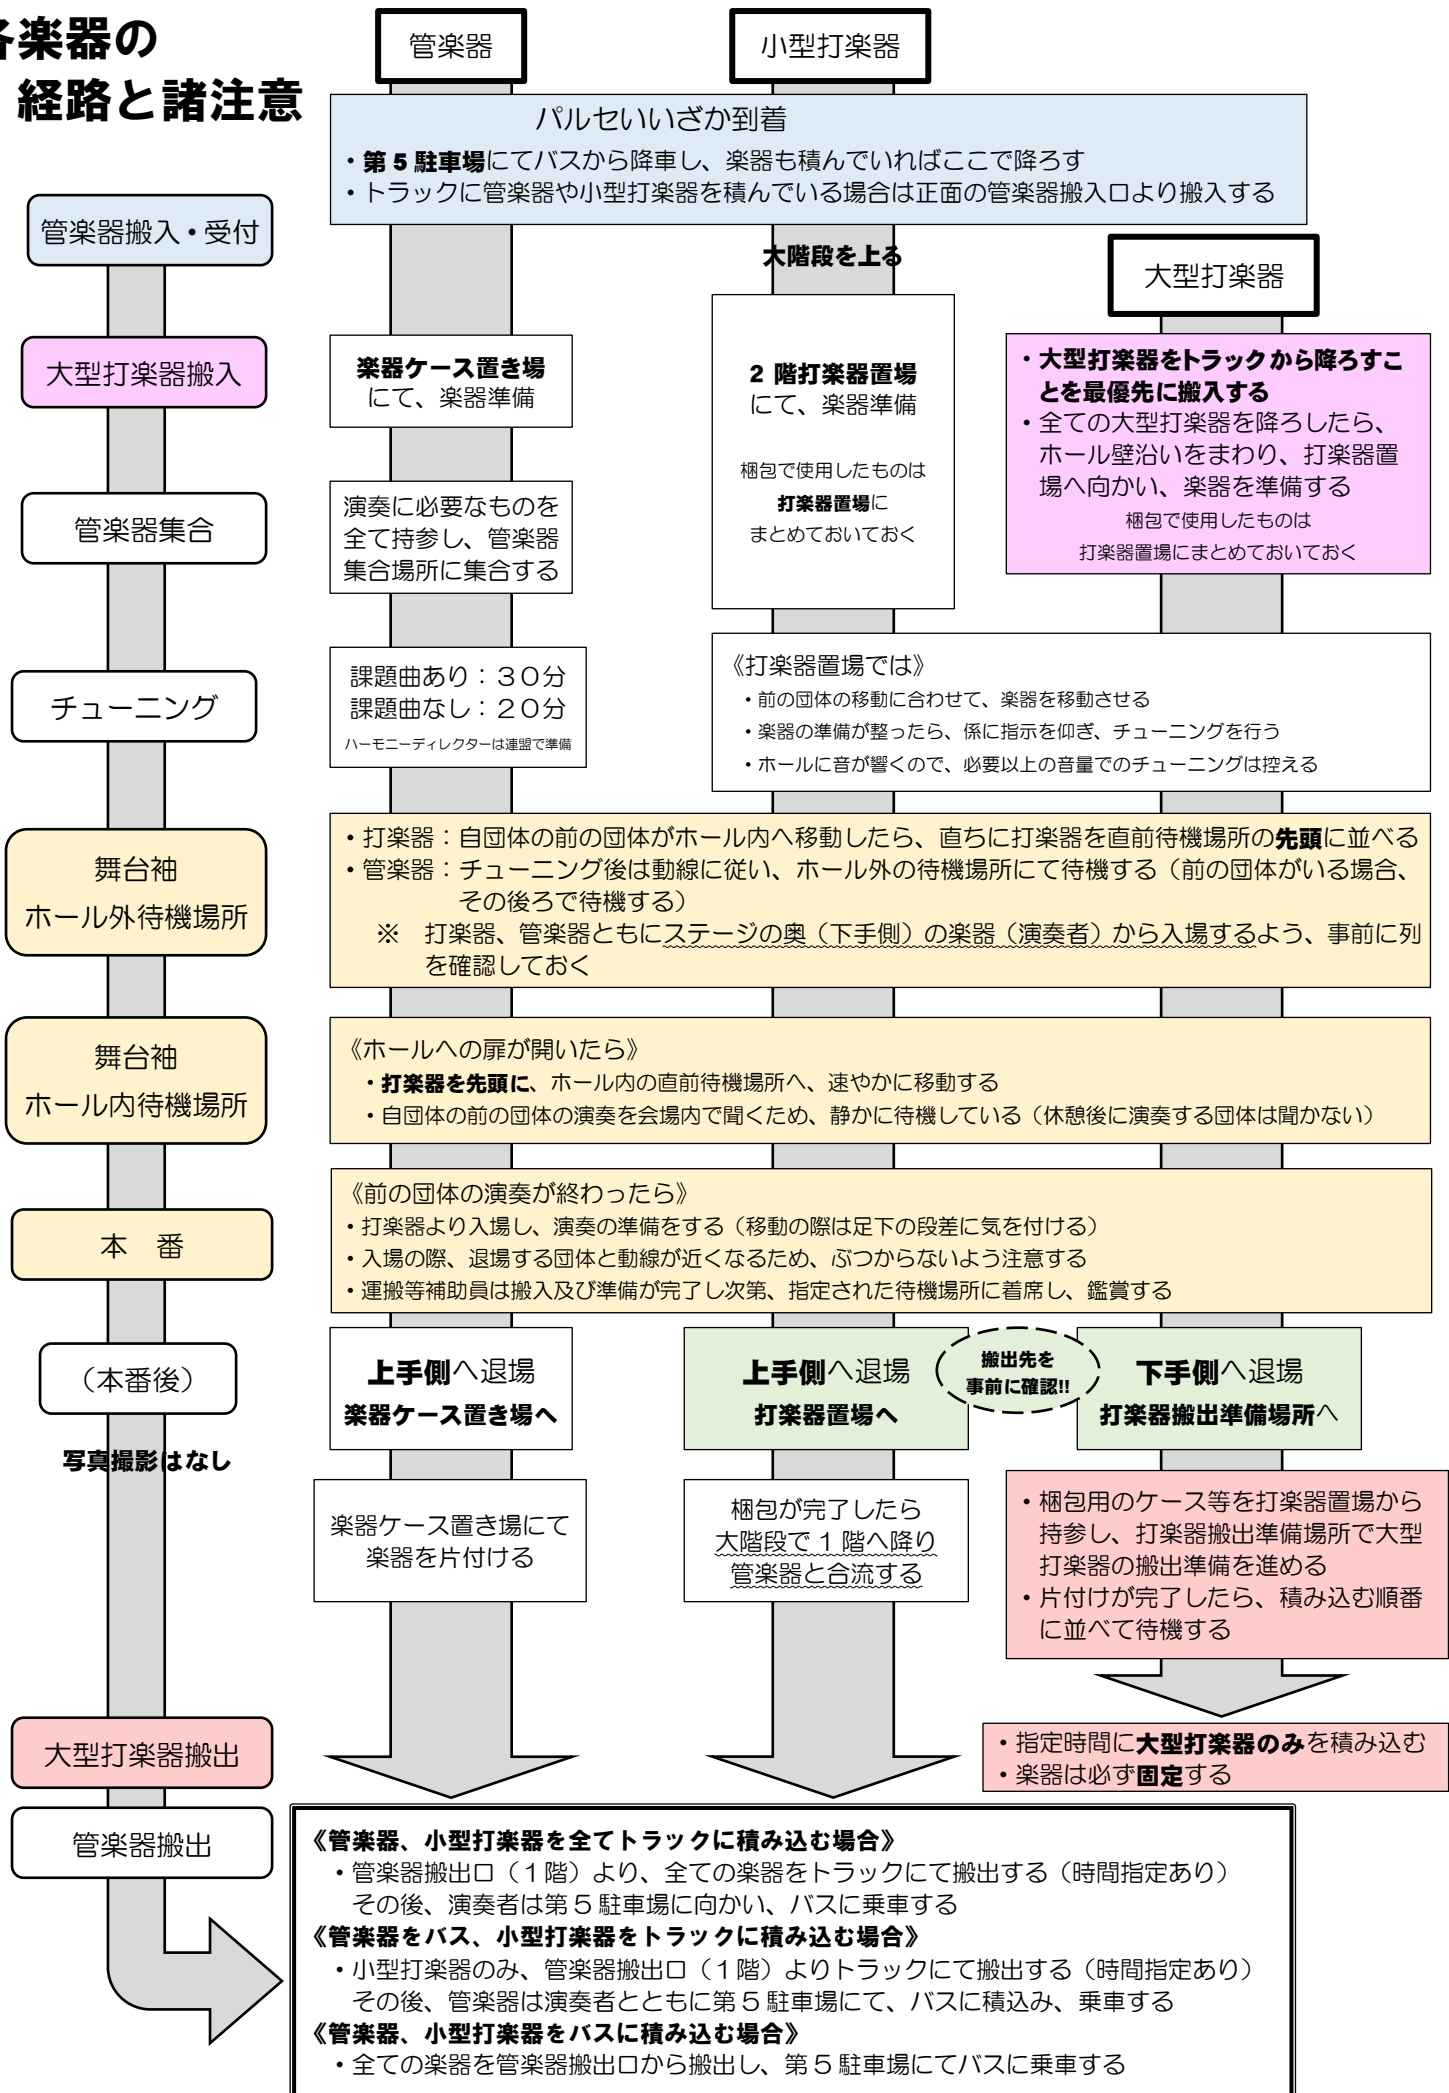 各楽器の
経路と諸注意
管楽器
小型打楽器
パルセいいざか到着
・第5駐車場にてバスから降車し、楽器も積んでいればここで降ろす
・トラックに管楽器や小型打楽器を積んでいる場合は正面の管楽器搬入口より搬入する
管楽器搬入・受付
大階段を上る
大型打楽器
大型打楽器搬入
楽器ケース置き場
にて、楽器準備
2 階打楽器置場
にて、楽器準備
梱包で使用したものは
打楽器置場に
まとめておいておく
・大型打楽器をトラックから降ろすこ
とを最優先に搬入する
・全ての大型打楽器を降ろしたら、
ホール壁沿いをまわり、打楽器置
場へ向かい、楽器を準備する
梱包で使用したものは
打楽器置場にまとめておいておく
管楽器集合
演奏に必要なものを
全て持参し、管楽器
集合場所に集合する
チューニング
課題曲あり：３０分
課題曲なし：２０分
ハーモニーディレクターは連盟で準備
《打楽器置場では》
・前の団体の移動に合わせて、楽器を移動させる
・楽器の準備が整ったら、係に指示を仰ぎ、チューニングを行う
・ホールに音が響くので、必要以上の音量でのチューニングは控える
舞台袖
ホール外待機場所
・打楽器：自団体の前の団体がホール内へ移動したら、直ちに打楽器を直前待機場所の先頭に並べる
・管楽器：チューニング後は動線に従い、ホール外の待機場所にて待機する（前の団体がいる場合、
その後ろで待機する）
※ 打楽器、管楽器ともにステージの奥（下手側）の楽器（演奏者）から入場するよう、事前に列
を確認しておく
舞台袖
ホール内待機場所
《ホールへの扉が開いたら》
・打楽器を先頭に、ホール内の直前待機場所へ、速やかに移動する
・自団体の前の団体の演奏を会場内で聞くため、静かに待機している（休憩後に演奏する団体は聞かない）
本 番
《前の団体の演奏が終わったら》
・打楽器より入場し、演奏の準備をする（移動の際は足下の段差に気を付ける）
・入場の際、退場する団体と動線が近くなるため、ぶつからないよう注意する
・運搬等補助員は搬入及び準備が完了し次第、指定された待機場所に着席し、鑑賞する
（本番後）
上手側へ退場
楽器ケース置き場へ
上手側へ退場
打楽器置場へ
搬出先を
事前に確認!!
下手側へ退場
打楽器搬出準備場所へ
写真撮影はなし
楽器ケース置き場にて
楽器を片付ける
梱包が完了したら
大階段で 1 階へ降り
管楽器と合流する
・梱包用のケース等を打楽器置場から
持参し、打楽器搬出準備場所で大型
打楽器の搬出準備を進める
・片付けが完了したら、積み込む順番
に並べて待機する
大型打楽器搬出
・指定時間に大型打楽器のみを積み込む
・楽器は必ず固定する
管楽器搬出
《管楽器、小型打楽器を全てトラックに積み込む場合》
・管楽器搬出口（１階）より、全ての楽器をトラックにて搬出する（時間指定あり）
その後、演奏者は第５駐車場に向かい、バスに乗車する
《管楽器をバス、小型打楽器をトラックに積み込む場合》
・小型打楽器のみ、管楽器搬出口（１階）よりトラックにて搬出する（時間指定あり）
その後、管楽器は演奏者とともに第５駐車場にて、バスに積込み、乗車する
《管楽器、小型打楽器をバスに積み込む場合》
・全ての楽器を管楽器搬出口から搬出し、第５駐車場にてバスに乗車する